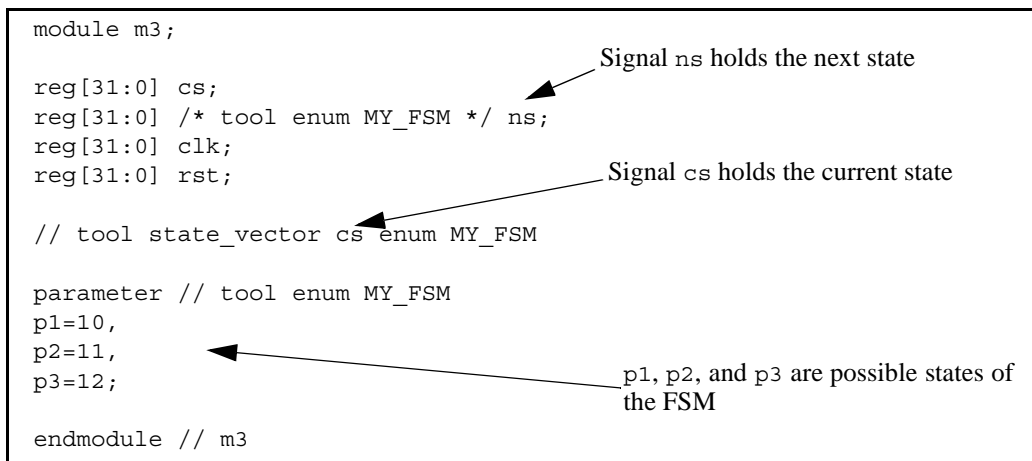 module m3;
Signal ns holds the next state
reg[31:0] cs;
reg[31:0] /* tool enum MY_FSM */ ns;
reg[31:0] clk;
reg[31:0] rst;
Signal cs holds the current state
// tool state_vector cs enum MY_FSM
parameter // tool enum MY_FSM
p1=10,
p2=11,
p3=12;
p1, p2, and p3 are possible states of
the FSM
endmodule // m3